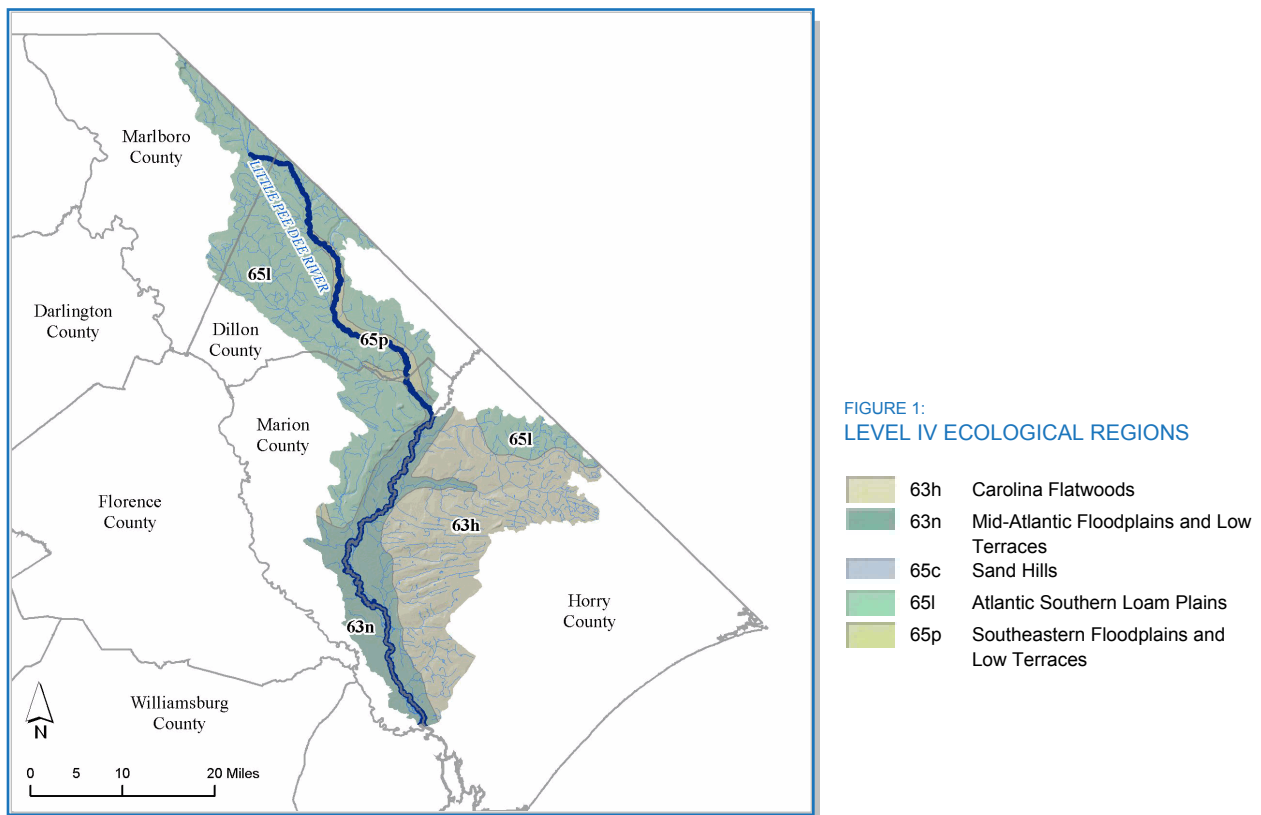 Marlboro
County
LITTLE PEE DEE RIVER
65l
Darlington
County
Dillon
County
65p
Marion
County
65l
Florence
County
63h
Horry
County
63n
Williamsburg
County
N
0 5 10 20 Miles
FIGURE 1:
LEVEL IV ECOLOGICAL REGIONS
63h Carolina Flatwoods
63n Mid-Atlantic Floodplains and Low
Terraces
65c Sand Hills
65l Atlantic Southern Loam Plains
65p Southeastern Floodplains and
Low Terraces